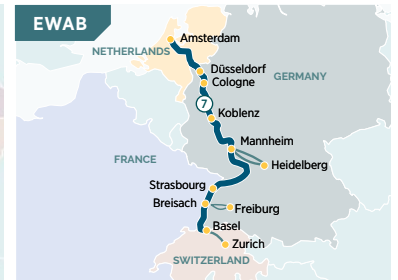 EWAB
Amsterdam
NETHERLANDS
Düsseldorf
GERMANY
Cologne
7
Koblenz
Mannheim
FRANCE
Heidelberg
Strasbourg
Breisach
Freiburg
Basel
Zurich
SWITZERLAND